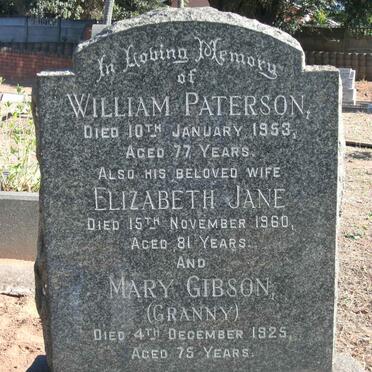 In Loving Memory
of
WILLIAM PATERSON,
DIED 10TH JANUARY 1953,
AGED 77 YEARS.
ALSO HIS BELOVED WIFE
ELIZABETH JANE
DIED 15TH NOVEMBER 1960,
AGED 81 YEARS.
AND
MARY GIBSON,
(GRANNY)
DIED 4TH DECEMBER 1925,
AGED 75 YEARS.